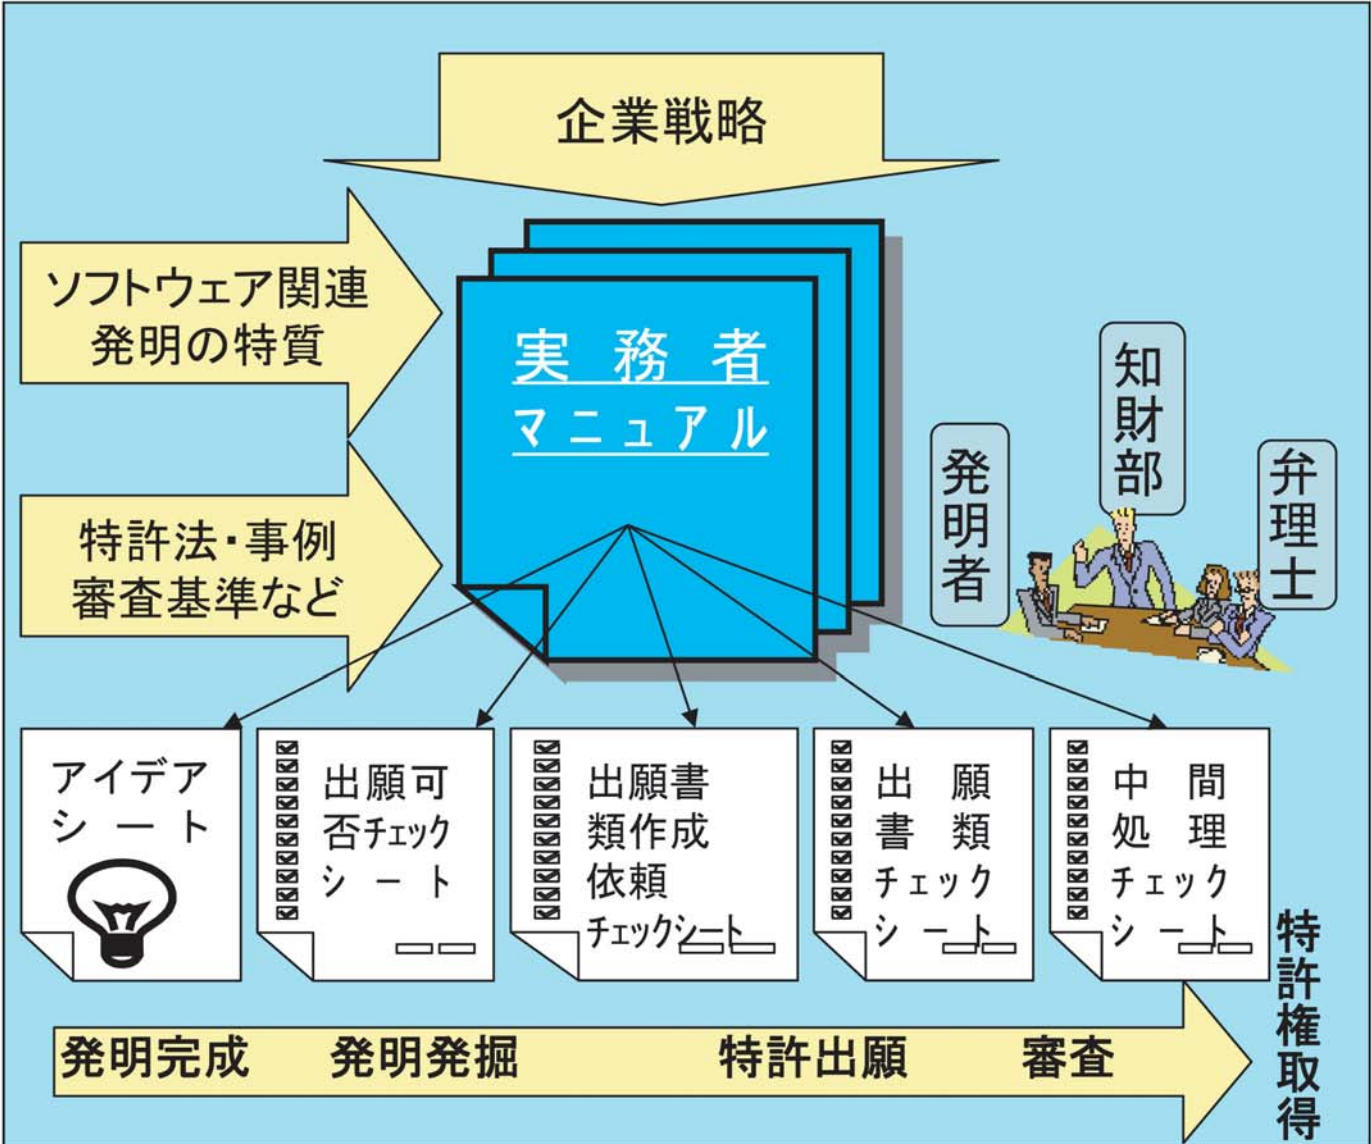 企業戦略
ソフトウェア関連
発明の特質
実務者
マニュアル
特許法・事例
審査基準など
発明者
知財部
弁理士
アイデア
シート
出願可
否チェック
シート
出願書
類作成
依頼
チェックシート
出願
書類
チェック
シート
中間
処理
チェック
シート
発明完成 発明発掘 特許出願 審査
特許権取得